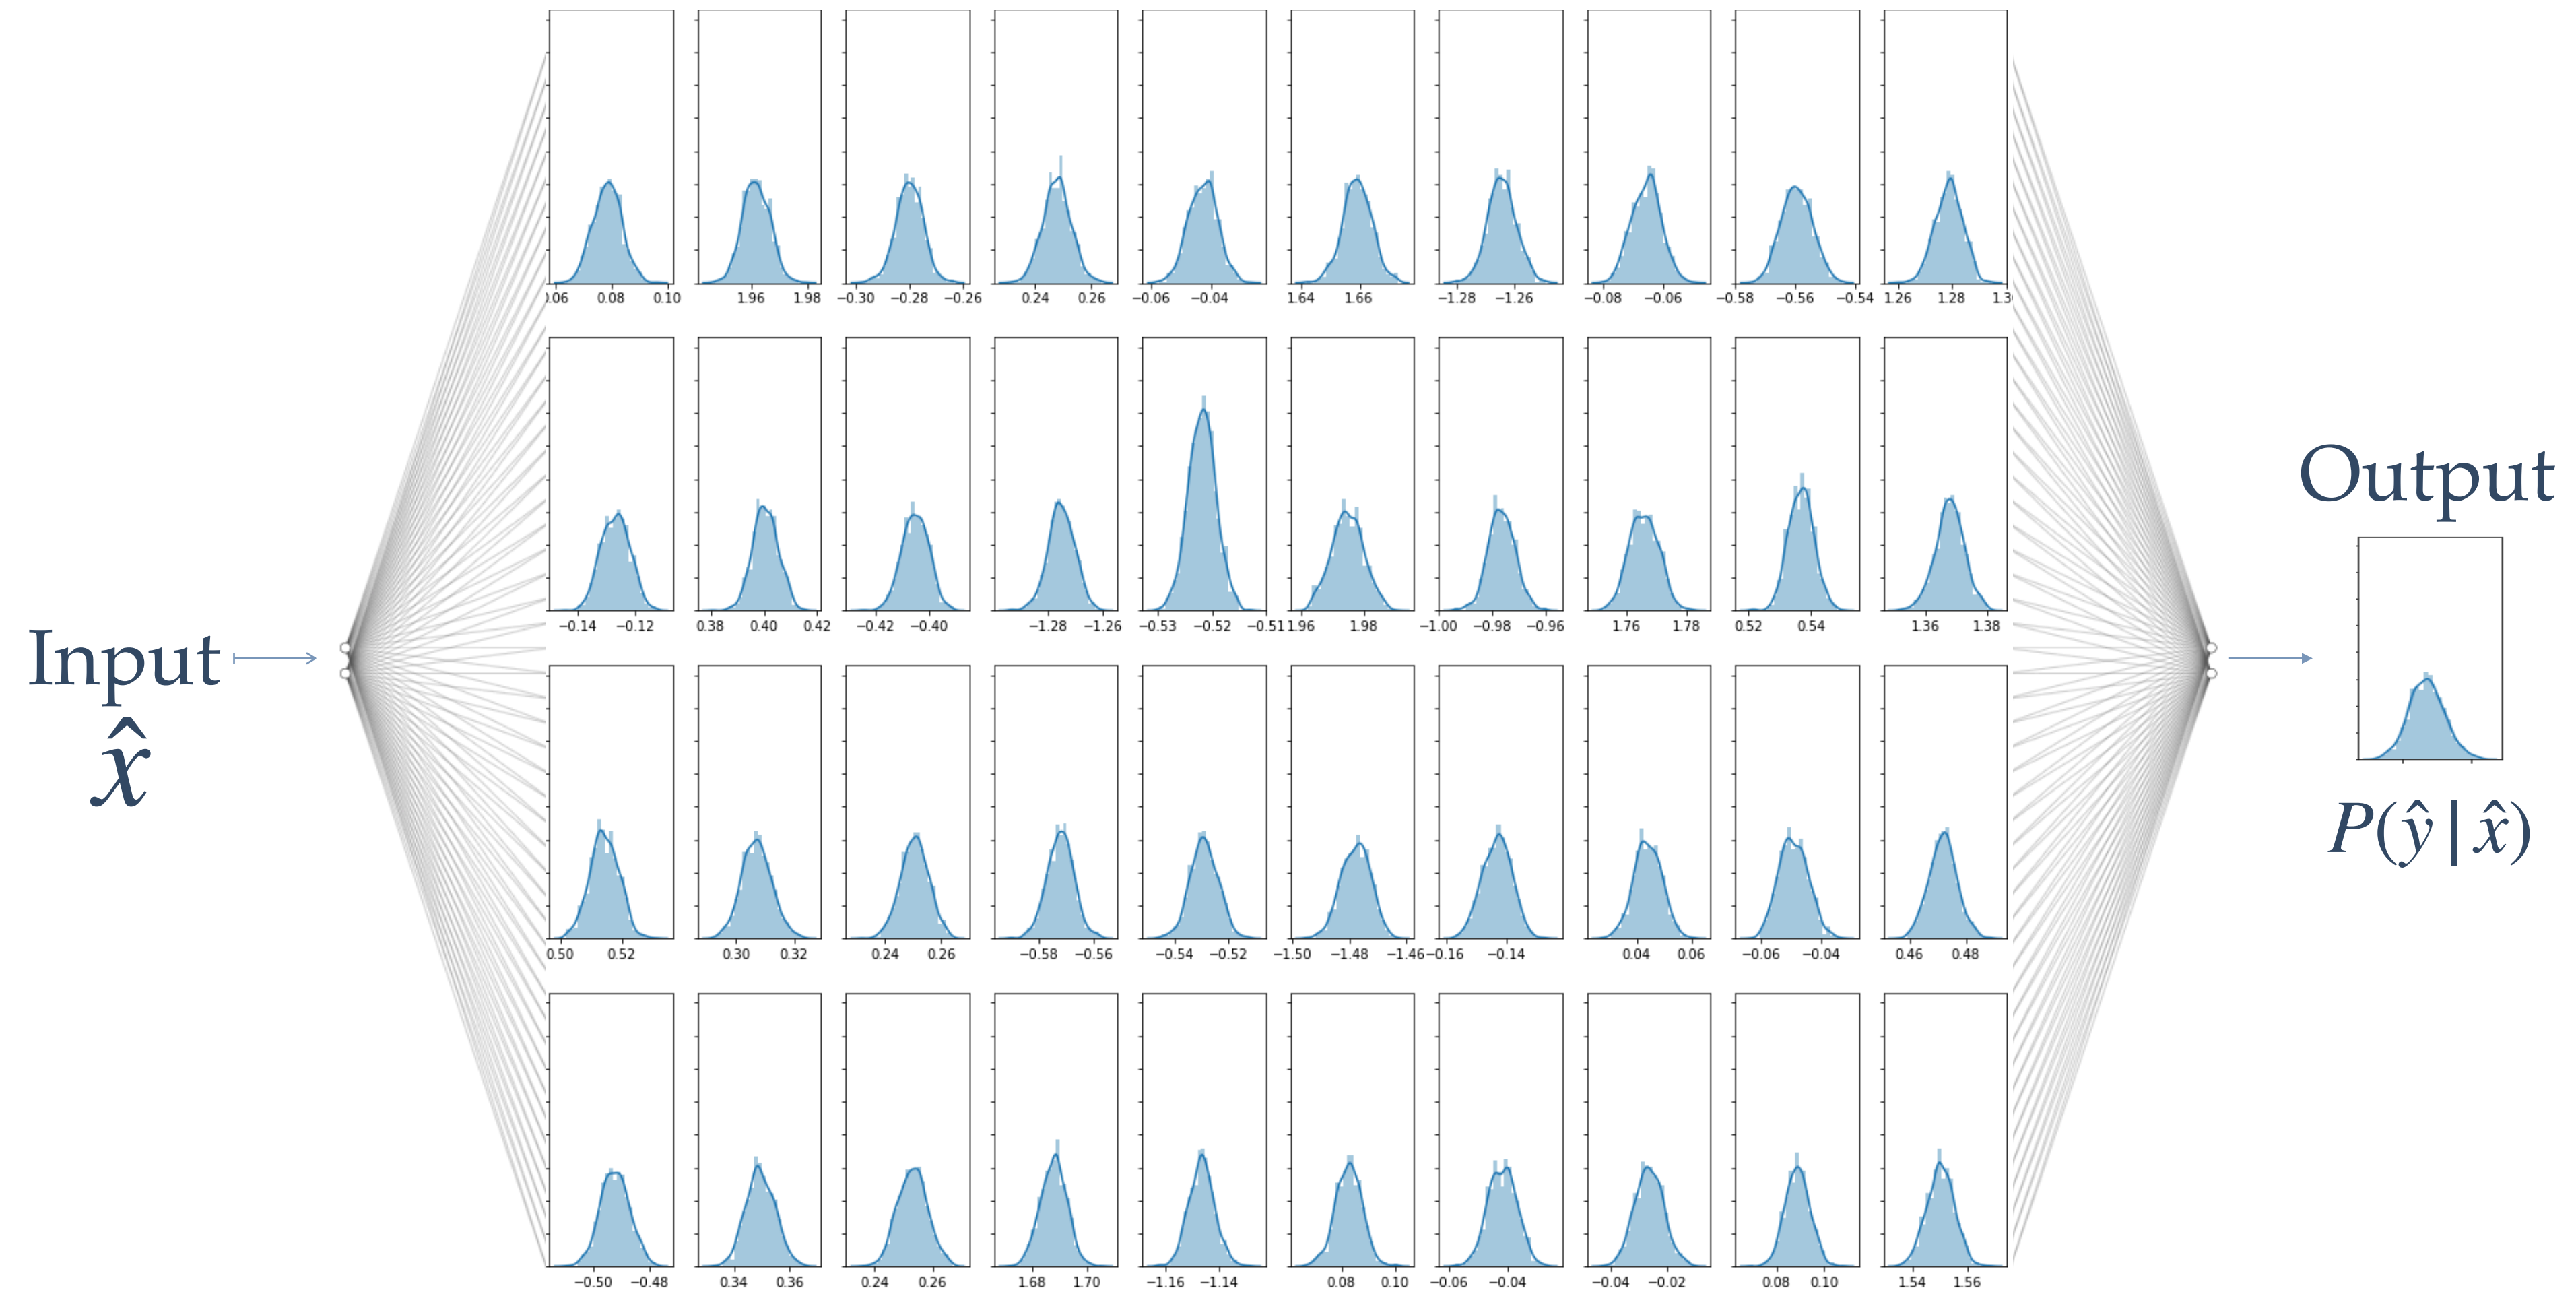 0.06 0.08 0.10 1.96 1.98 −0.30 −0.28 −0.26 0.24 0.26 −0.06 −0.04 1.64 1.66 −1.28 −1.26 −0.08 −0.06 −0.58 −0.56 −0.54 1.26 1.28 1.3
−0.14 −0.12 0.38 0.40 0.42 −0.42 −0.40 −1.28 −1.26 −0.53 −0.52 −0.51 1.96 1.98 −1.00 −0.98 −0.96 1.76 1.78 0.52 0.54 1.36 1.38
Output
Input
x̂
0.50 0.52 0.30 0.32 0.24 0.26 −0.58 −0.56 −0.54 −0.52 −1.50 −1.48 −1.46 −0.16 −0.14 0.04 0.06 −0.06 −0.04 0.46 0.48
P(ŷ | x̂)
−0.50 −0.48 0.34 0.36 0.24 0.26 1.68 1.70 −1.16 −1.14 0.08 0.10 −0.06 −0.04 −0.04 −0.02 0.08 0.10 1.54 1.56